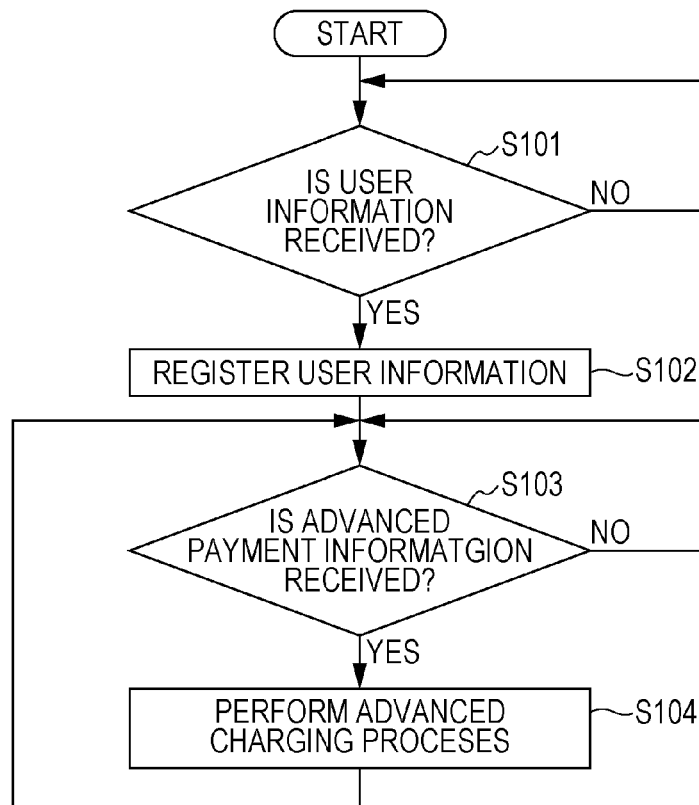 START
S101
IS USER
INFORMATION
RECEIVED?
NO
YES
REGISTER USER INFORMATION
S102
S103
IS ADVANCED
PAYMENT INFORMATGION
RECEIVED?
NO
YES
PERFORM ADVANCED
CHARGING PROCESES
S104